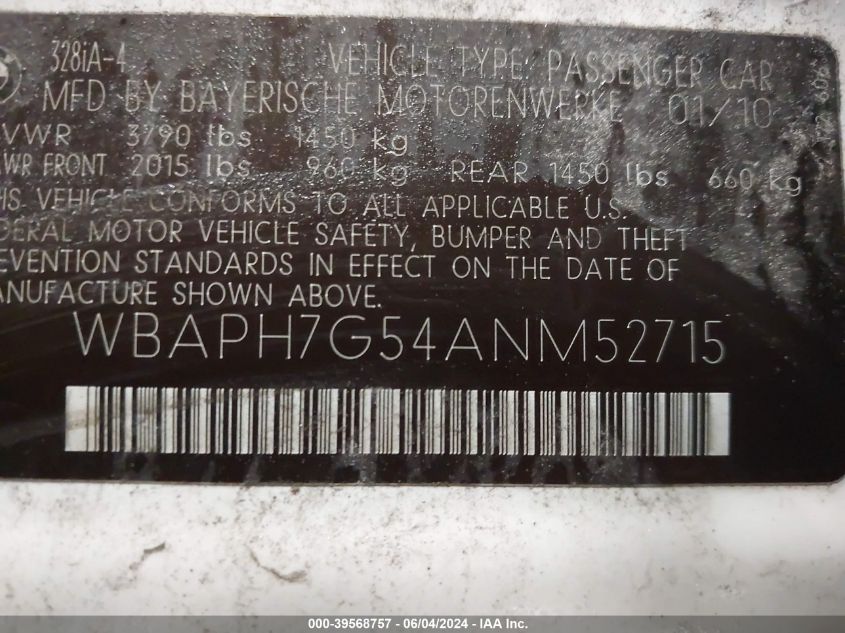 328iA-4 VEHICLE TYPE PASSENGER CAR
MFD BY BAYERISCHE MOTORENWERKE 01/10
VWR 3790 lbs 1450 kg
WR FRONT 2015 lbs 960 kg REAR 1450 lbs 660 kg
HIS VEHICLE CONFORMS TO ALL APPLICABLE U.S.
DERAL MOTOR VEHICLE SAFETY, BUMPER AND THEFT
EVENTION STANDARDS IN EFFECT ON THE DATE OF
ANUFACTURE SHOWN ABOVE.
WBAPH7G54ANM52715
000-39568757 - 06/04/2024 - IAA Inc.